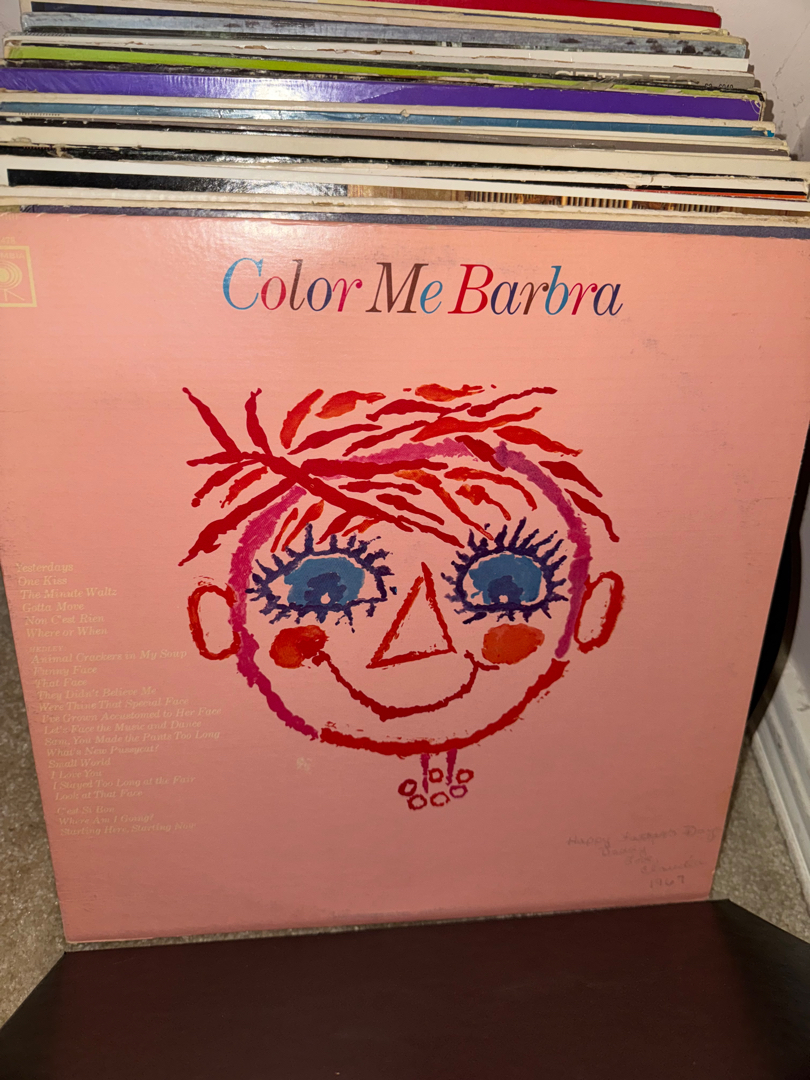 Color Me Barbra
Yesterdays
One Kiss
The Minute Waltz
Gotta Move
Non C'est Rien
Where or When
MEDLEY:
Animal Crackers in My Soup
Funny Face
That Face
They Didn't Believe Me
Were Thine That Special Face
I've Grown Accustomed to Her Face
Let's Face the Music and Dance
Sam, You Made the Pants Too Long
What's New Pussycat?
Small World
I Love You
I Stayed Too Long at the Fair
Look at That Face
C'est Si Bon
Where Am I Going?
Starting Here, Starting Now
Happy Father's Day
1967